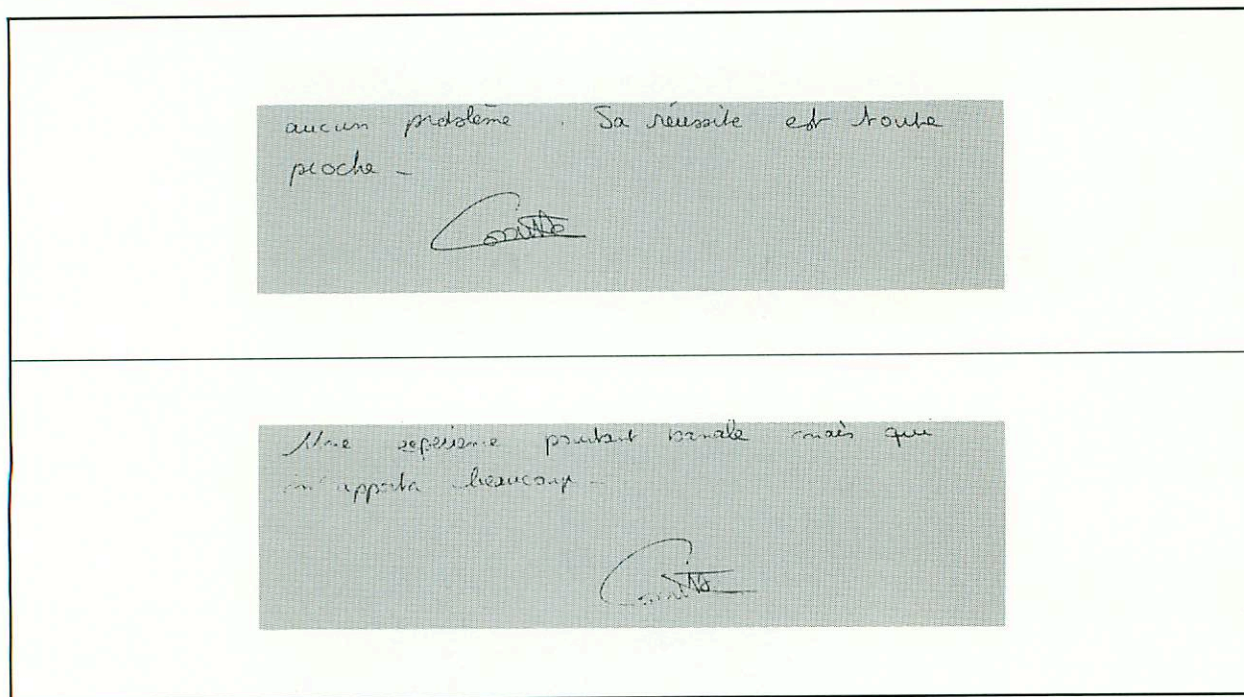 aucun problème . Sa réussite est toute
proche -
Une expérience pourtant banale mais qui
m'apporta beaucoup -